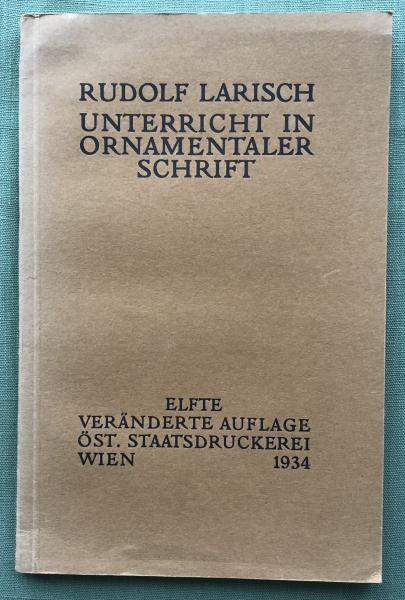 RUDOLF LARISCH
UNTERRICHT IN
ORNAMENTALER
SCHRIFT
ELFTE
VERÄNDERTE AUFLAGE
ÖST. STAATSDRUCKEREI
WIEN 1934